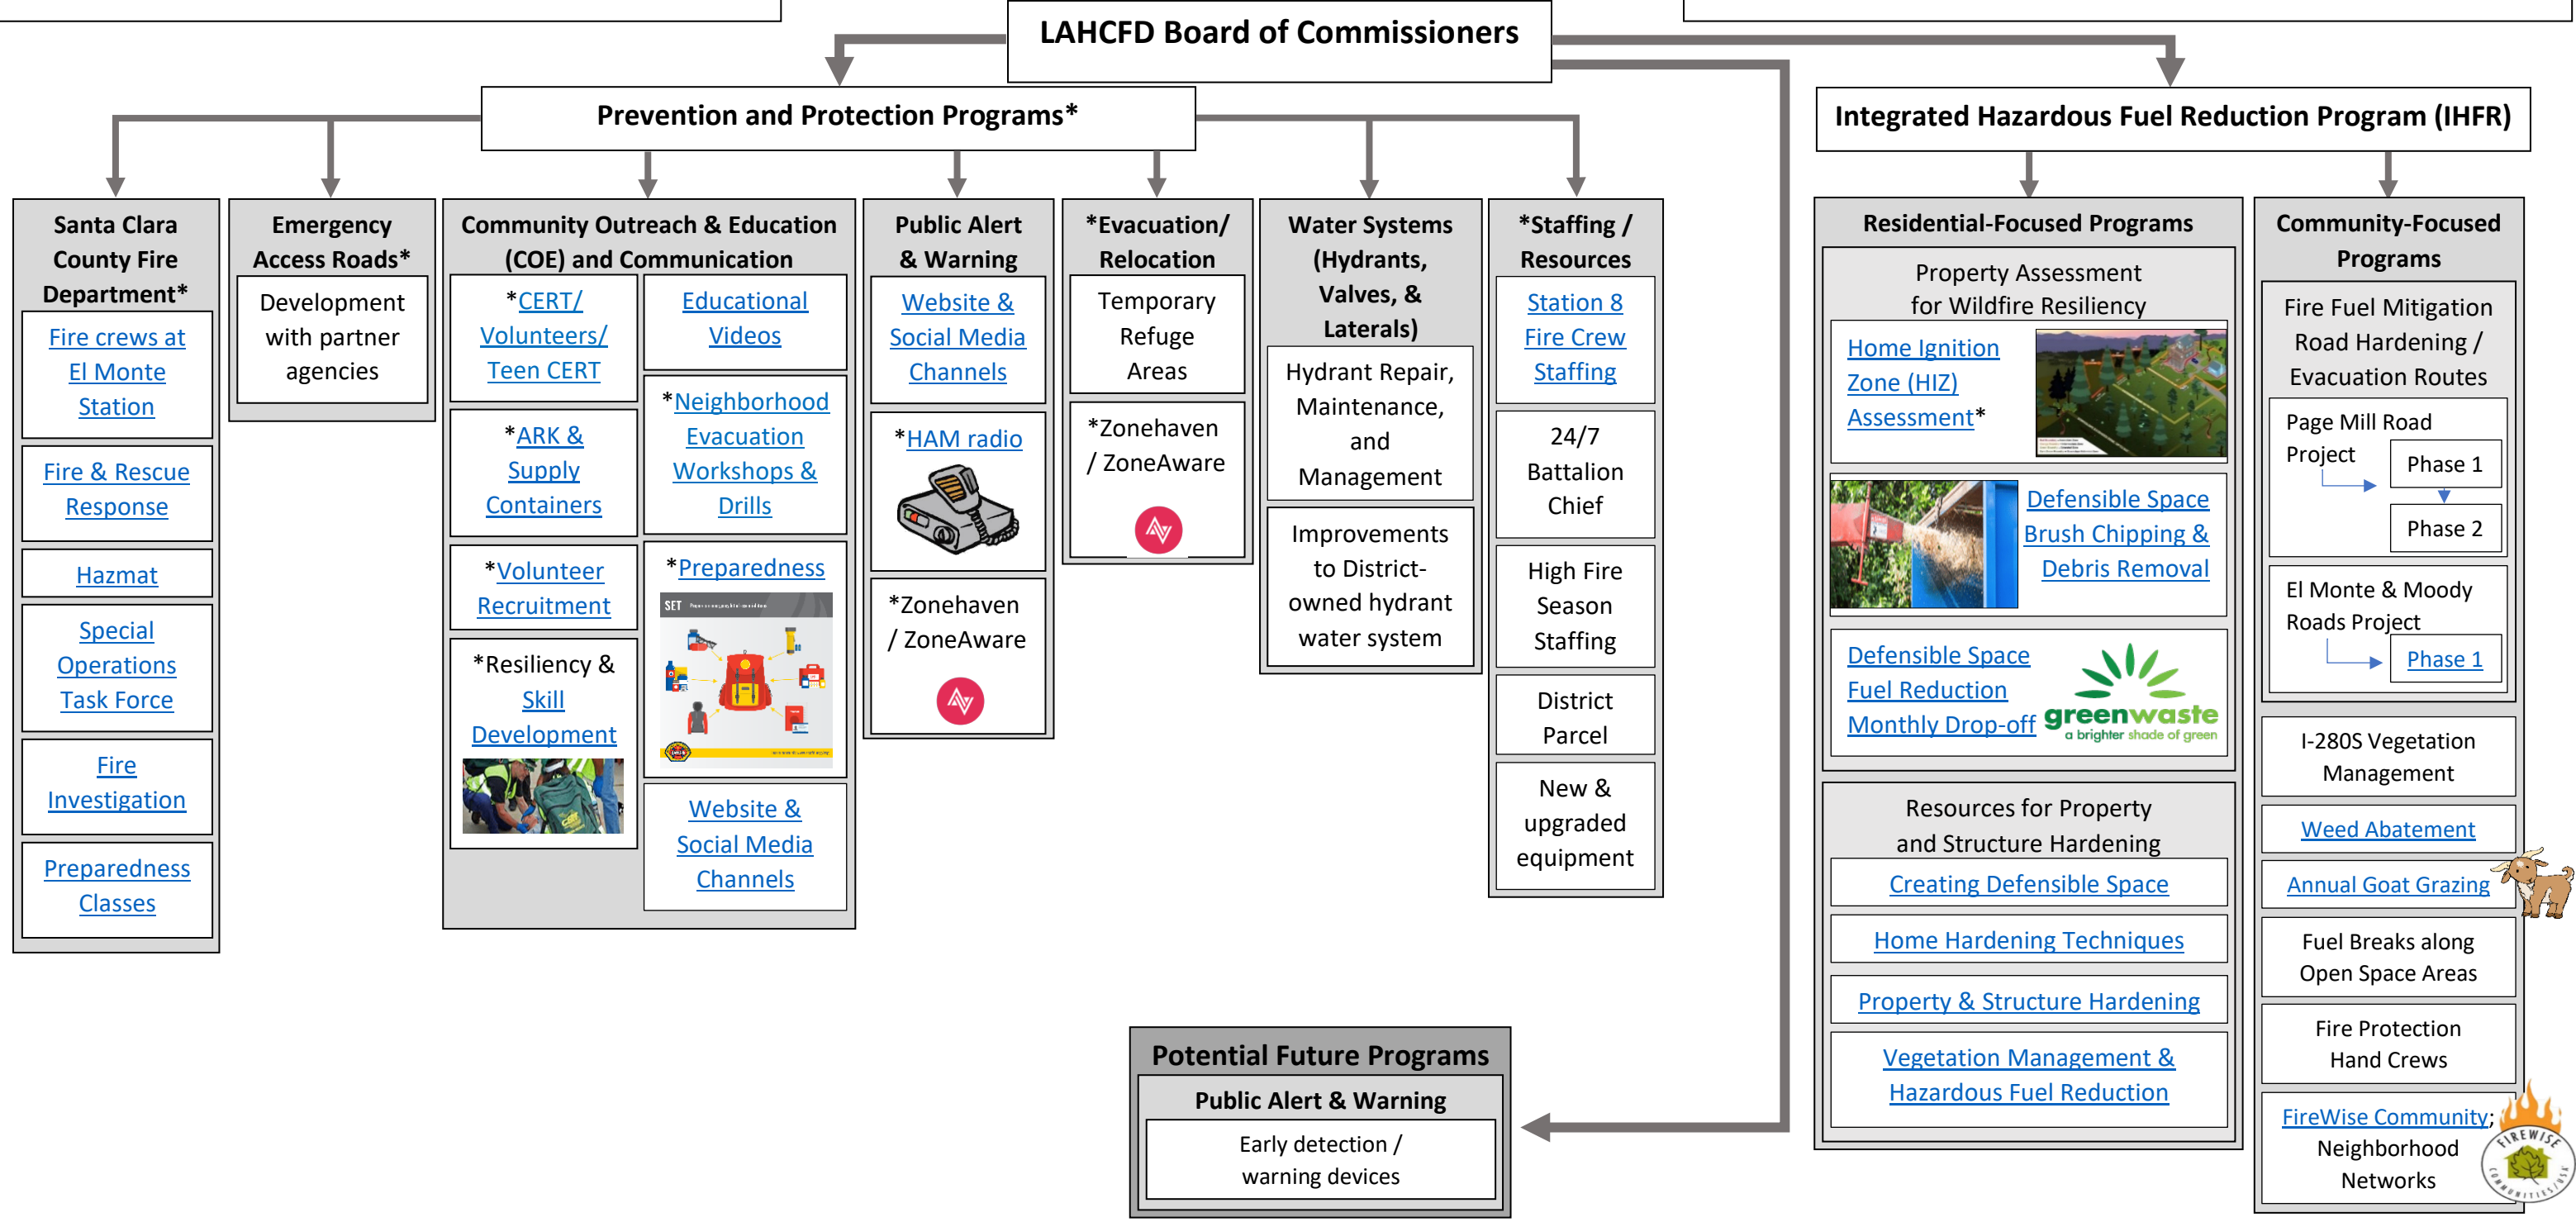 LAHCFD Board of Commissioners
Prevention and Protection Programs*
Integrated Hazardous Fuel Reduction Program (IHFR)
Santa Clara
County Fire
Department*
Fire crews at
El Monte
Station
Fire & Rescue
Response
Hazmat
Special
Operations
Task Force
Fire
Investigation
Preparedness
Classes
Emergency
Access Roads*
Development
with partner
agencies
Community Outreach & Education
(COE) and Communication
*CERT/
Volunteers/
Teen CERT
*ARK &
Supply
Containers
*Volunteer
Recruitment
*Resiliency &
Skill
Development
Educational
Videos
*Neighborhood
Evacuation
Workshops &
Drills
*Preparedness
SET
Website &
Social Media
Channels
Public Alert
& Warning
Website &
Social Media
Channels
*HAM radio
*Zonehaven
/ ZoneAware
*Evacuation/
Relocation
Temporary
Refuge
Areas
*Zonehaven
/ ZoneAware
Water Systems
(Hydrants,
Valves, &
Laterals)
Hydrant Repair,
Maintenance,
and
Management
Improvements
to District-
owned hydrant
water system
*Staffing /
Resources
Station 8
Fire Crew
Staffing
24/7
Battalion
Chief
High Fire
Season
Staffing
District
Parcel
New &
upgraded
equipment
Potential Future Programs
Public Alert & Warning
Early detection /
warning devices
Residential-Focused Programs
Property Assessment
for Wildfire Resiliency
Home Ignition
Zone (HIZ)
Assessment*
Defensible Space
Brush Chipping &
Debris Removal
Defensible Space
Fuel Reduction
Monthly Drop-off
greenwaste
a brighter shade of green
Resources for Property
and Structure Hardening
Creating Defensible Space
Home Hardening Techniques
Property & Structure Hardening
Vegetation Management &
Hazardous Fuel Reduction
Community-Focused
Programs
Fire Fuel Mitigation
Road Hardening /
Evacuation Routes
Page Mill Road
Project
Phase 1
Phase 2
El Monte & Moody
Roads Project
Phase 1
I-280S Vegetation
Management
Weed Abatement
Annual Goat Grazing
Fuel Breaks along
Open Space Areas
Fire Protection
Hand Crews
FireWise Community;
Neighborhood
Networks
FIREWISE
COMMUNITIES/USA